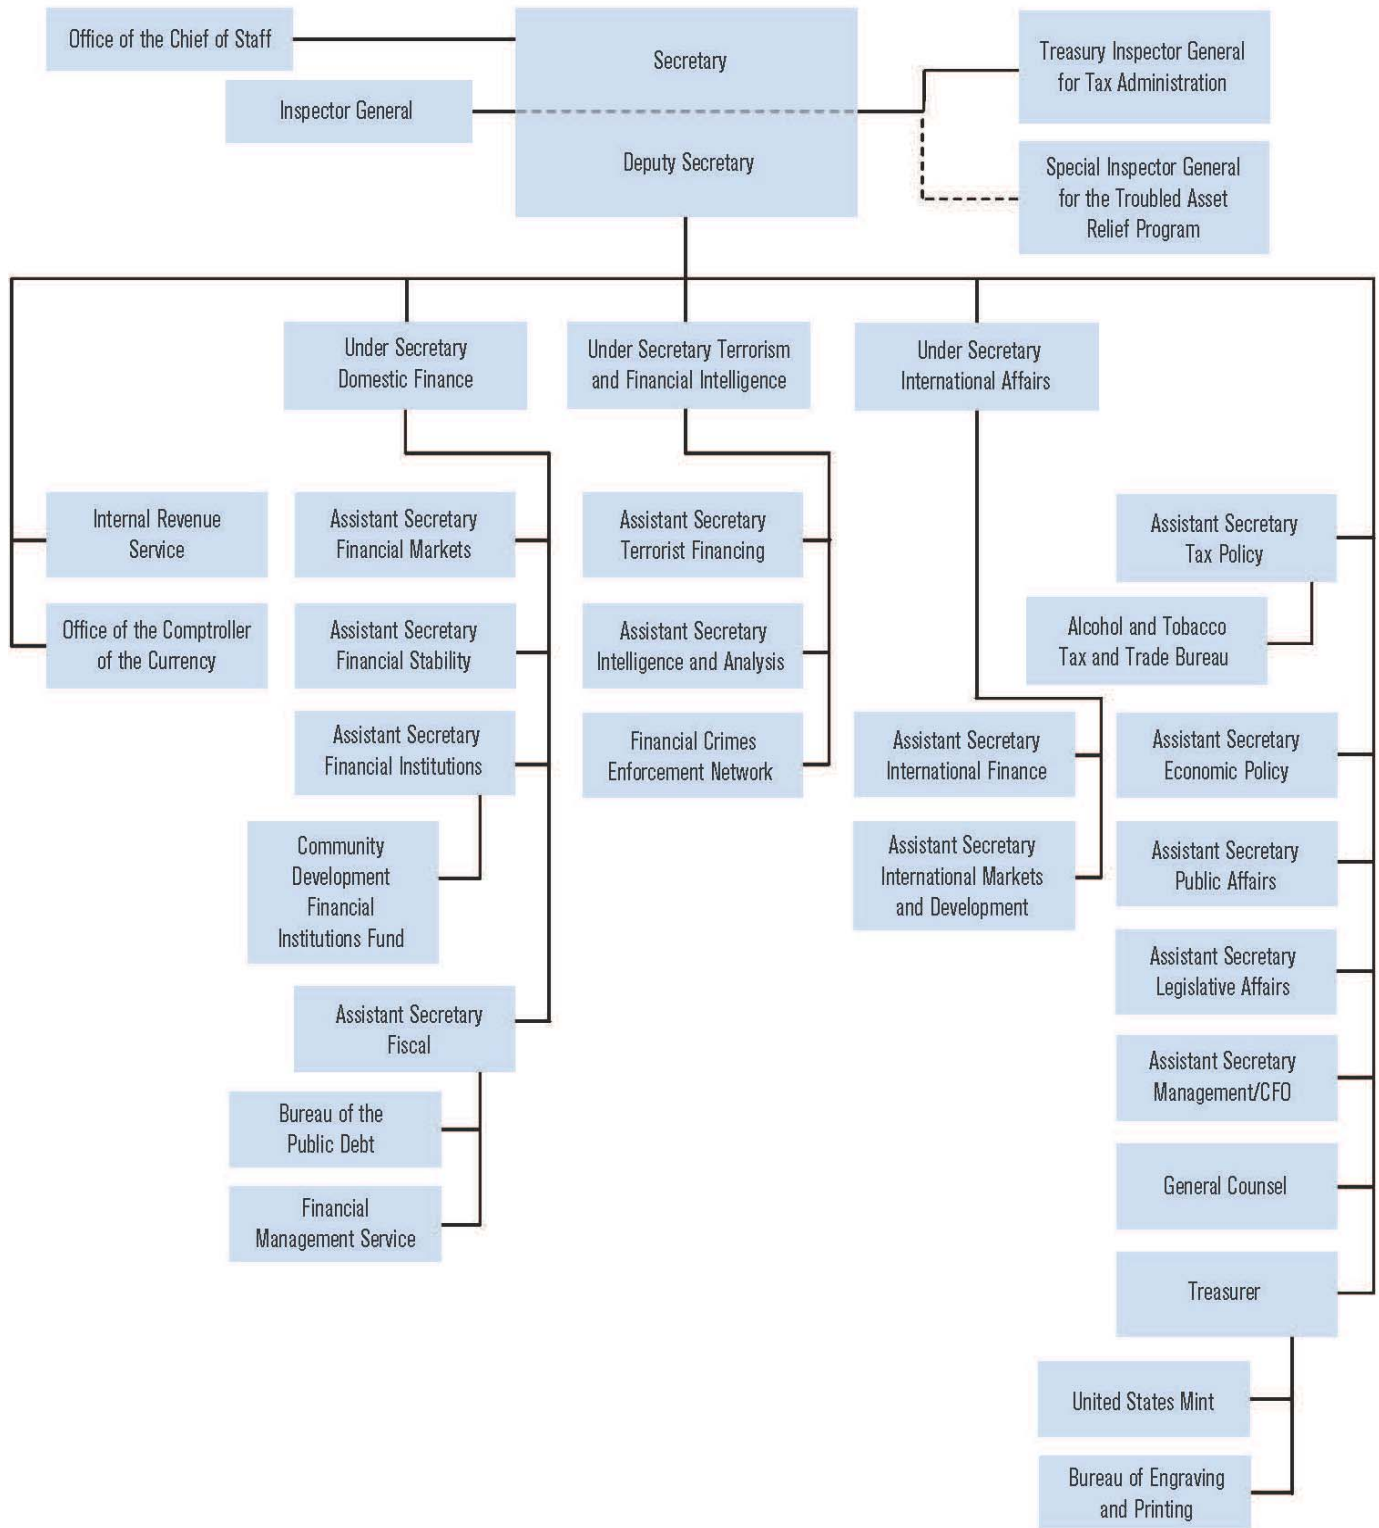 Office of the Chief of Staff
Secretary
Treasury Inspector General
for Tax Administration
Inspector General
Deputy Secretary
Special Inspector General
for the Troubled Asset
Relief Program
Under Secretary
Domestic Finance
Under Secretary Terrorism
and Financial Intelligence
Under Secretary
International Affairs
Internal Revenue
Service
Office of the Comptroller
of the Currency
Assistant Secretary
Financial Markets
Assistant Secretary
Financial Stability
Assistant Secretary
Financial Institutions
Community
Development
Financial
Institutions Fund
Assistant Secretary
Fiscal
Bureau of the
Public Debt
Financial
Management Service
Assistant Secretary
Terrorist Financing
Assistant Secretary
Intelligence and Analysis
Financial Crimes
Enforcement Network
Assistant Secretary
International Finance
Assistant Secretary
International Markets
and Development
Assistant Secretary
Tax Policy
Alcohol and Tobacco
Tax and Trade Bureau
Assistant Secretary
Economic Policy
Assistant Secretary
Public Affairs
Assistant Secretary
Legislative Affairs
Assistant Secretary
Management/CFO
General Counsel
Treasurer
United States Mint
Bureau of Engraving
and Printing